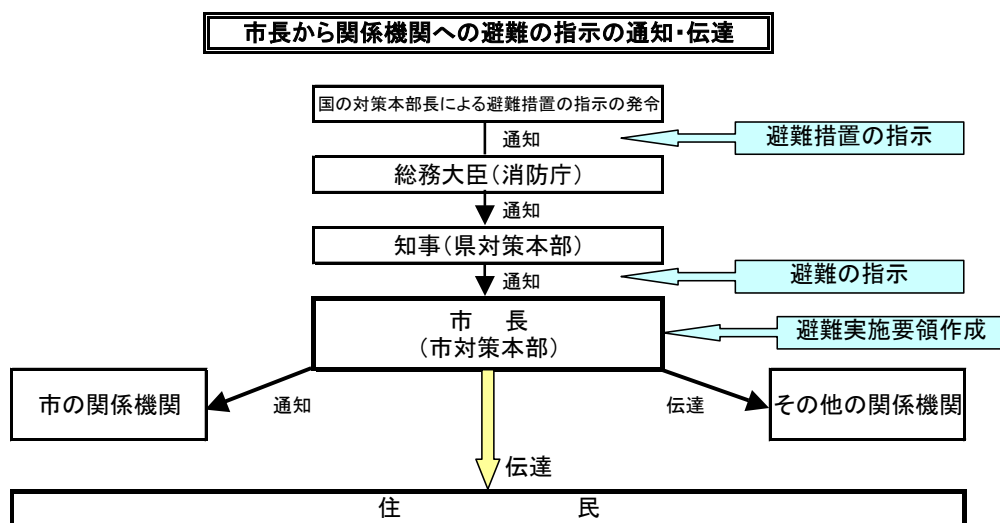 市長から関係機関への避難の指示の通知・伝達
国の対策本部長による避難措置の指示の発令
通知
避難措置の指示
総務大臣(消防庁)
通知
知事(県対策本部)
通知
避難の指示
市　長
(市対策本部)
避難実施要領作成
市の関係機関
通知
伝達
その他の関係機関
伝達
住　民